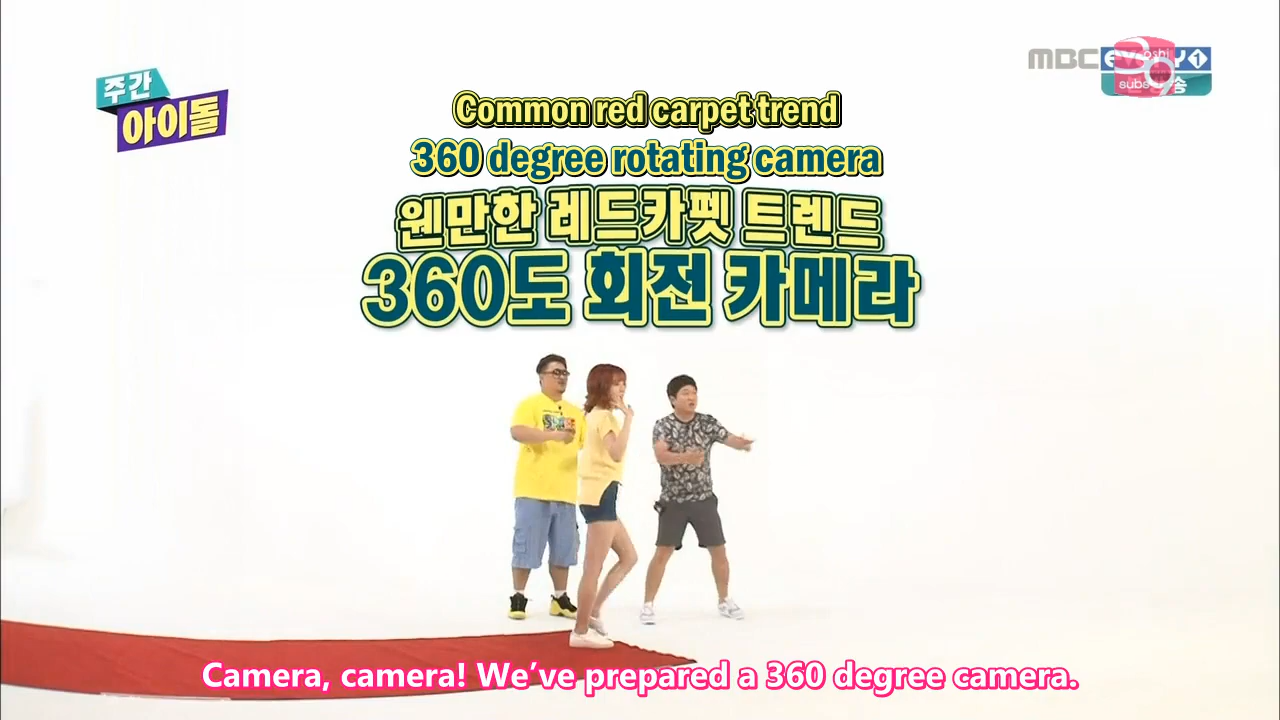 주간
아이돌
MBC
subs
Common red carpet trend
360 degree rotating camera
웬만한 레드카펫 트렌드
360도 회전 카메라
Camera, camera! We've prepared a 360 degree camera.